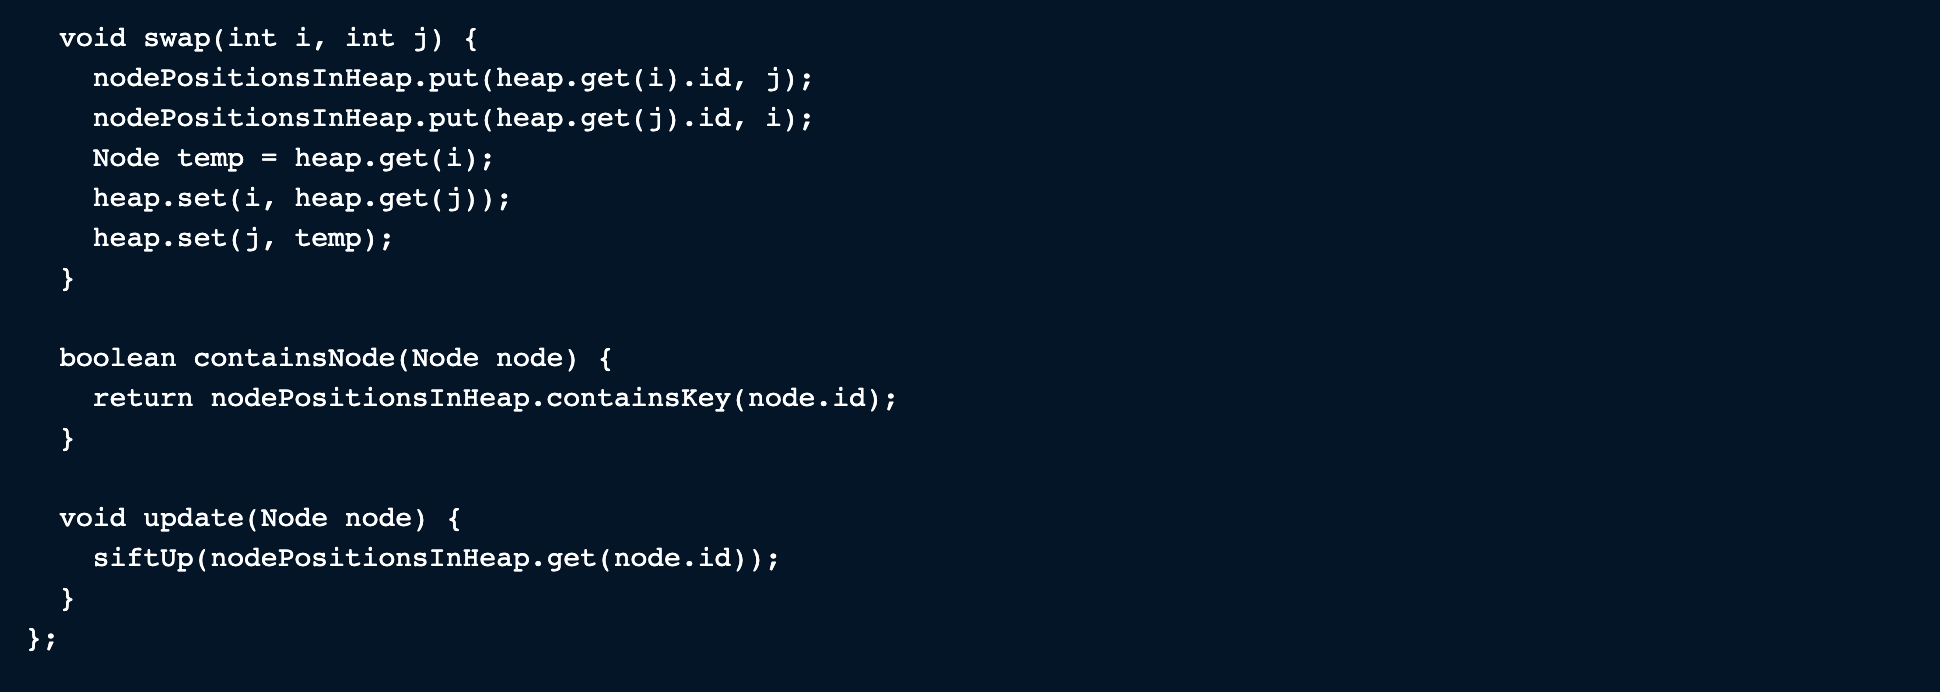 void swap(int i, int j) {
nodePositionsInHeap.put(heap.get(i).id, j);
nodePositionsInHeap.put(heap.get(j).id, i);
Node temp = heap.get(i);
heap.set(i, heap.get(j));
heap.set(j, temp);
}
boolean containsNode(Node node) {
return nodePositionsInHeap.containsKey(node.id);
}
void update(Node node) {
siftUp(nodePositionsInHeap.get(node.id));
}
};